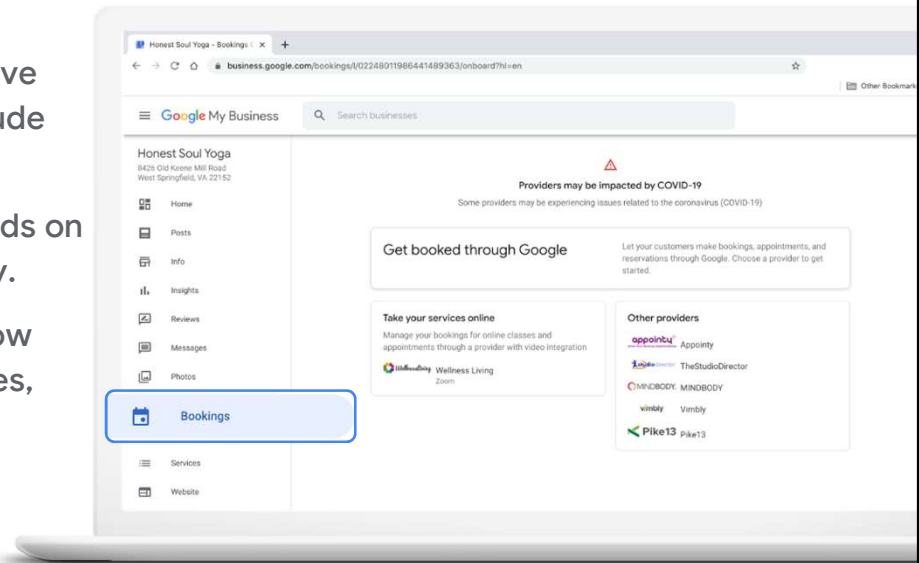 ve
ude
ds on
y.
ow
es,
Honest Soul Yoga - Bookings
business.google.com/bookings/l/02248011986441489363/onboard?hl=en
Other Bookmark
Google My Business
Search businesses
Honest Soul Yoga
8426 Old Keene Mill Road
West Springfield, VA 22152
Home
Posts
Info
Insights
Reviews
Messages
Photos
Bookings
Services
Website
Providers may be impacted by COVID-19
Some providers may be experiencing issues related to the coronavirus (COVID-19)
Get booked through Google
Let your customers make bookings, appointments, and
reservations through Google. Choose a provider to get
started.
Take your services online
Manage your bookings for online classes and
appointments through a provider with video integration
WellnessLiving Wellness Living
Zoom
Other providers
appointy Appointy
TheStudioDirector
MINDBODY. MINDBODY
vimbly Vimbly
Pike13 Pike13